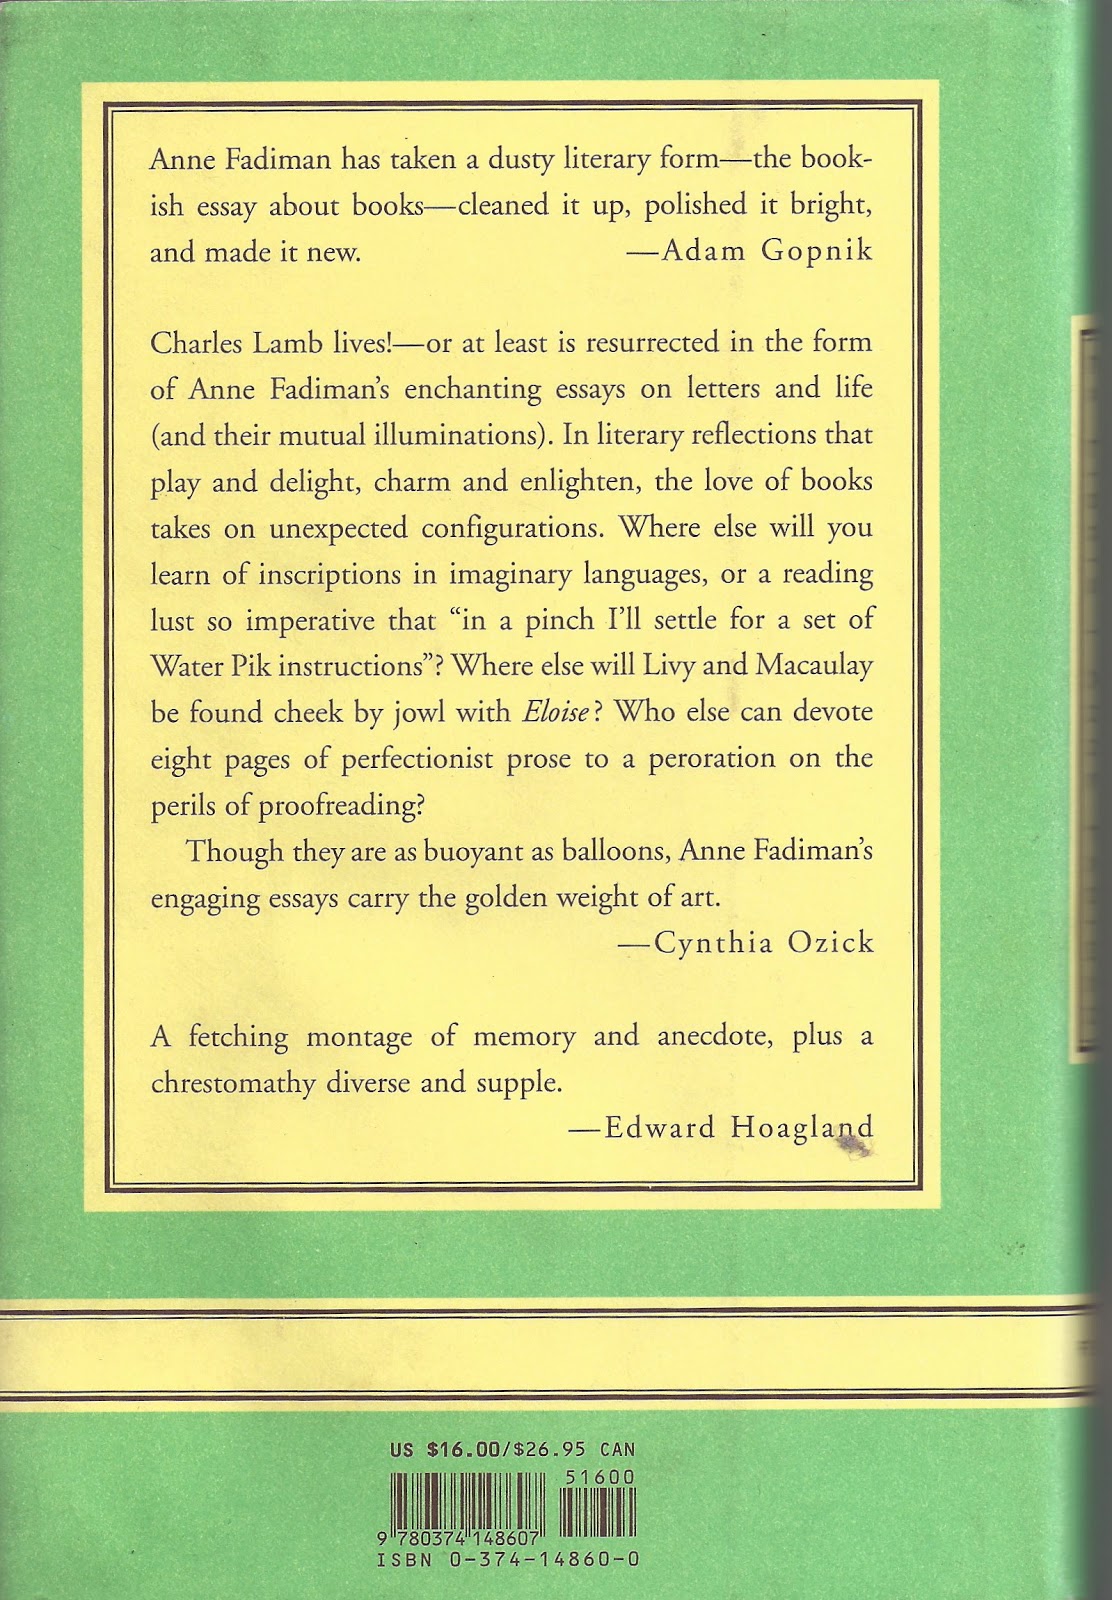 Anne Fadiman has taken a dusty literary form—the book-
ish essay about books—cleaned it up, polished it bright,
and made it new. —Adam Gopnik
Charles Lamb lives!—or at least is resurrected in the form
of Anne Fadiman's enchanting essays on letters and life
(and their mutual illuminations). In literary reflections that
play and delight, charm and enlighten, the love of books
takes on unexpected configurations. Where else will you
learn of inscriptions in imaginary languages, or a reading
lust so imperative that “in a pinch I'll settle for a set of
Water Pik instructions”? Where else will Livy and Macaulay
be found cheek by jowl with Eloise? Who else can devote
eight pages of perfectionist prose to a peroration on the
perils of proofreading?
Though they are as buoyant as balloons, Anne Fadiman's
engaging essays carry the golden weight of art.
—Cynthia Ozick
A fetching montage of memory and anecdote, plus a
chrestomathy diverse and supple.
—Edward Hoagland
US $16.00/$26.95 CAN
51600
9 780374 148607
ISBN 0-374-14860-0